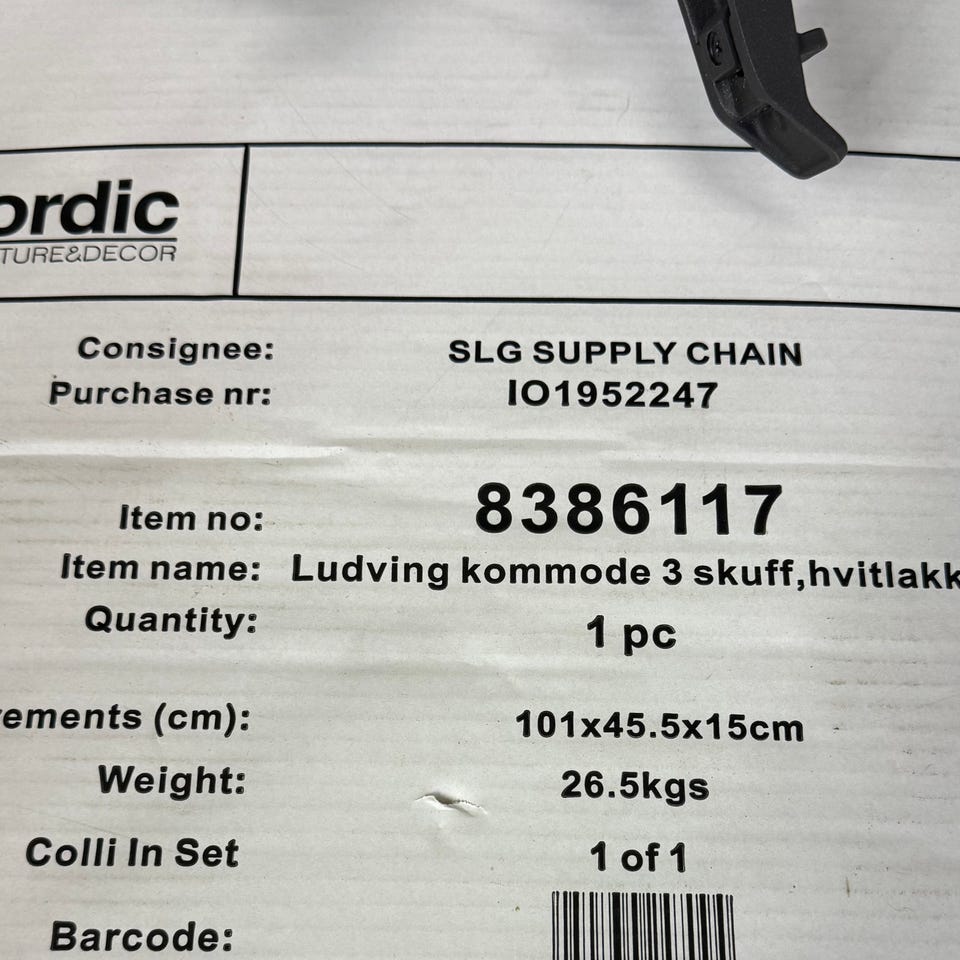 ordic
TURE&DECOR
Consignee: SLG SUPPLY CHAIN
Purchase nr: IO1952247
Item no: 8386117
Item name: Ludving kommode 3 skuff,hvitlakk
Quantity: 1 pc
ements (cm): 101x45.5x15cm
Weight: 26.5kgs
Colli In Set 1 of 1
Barcode: